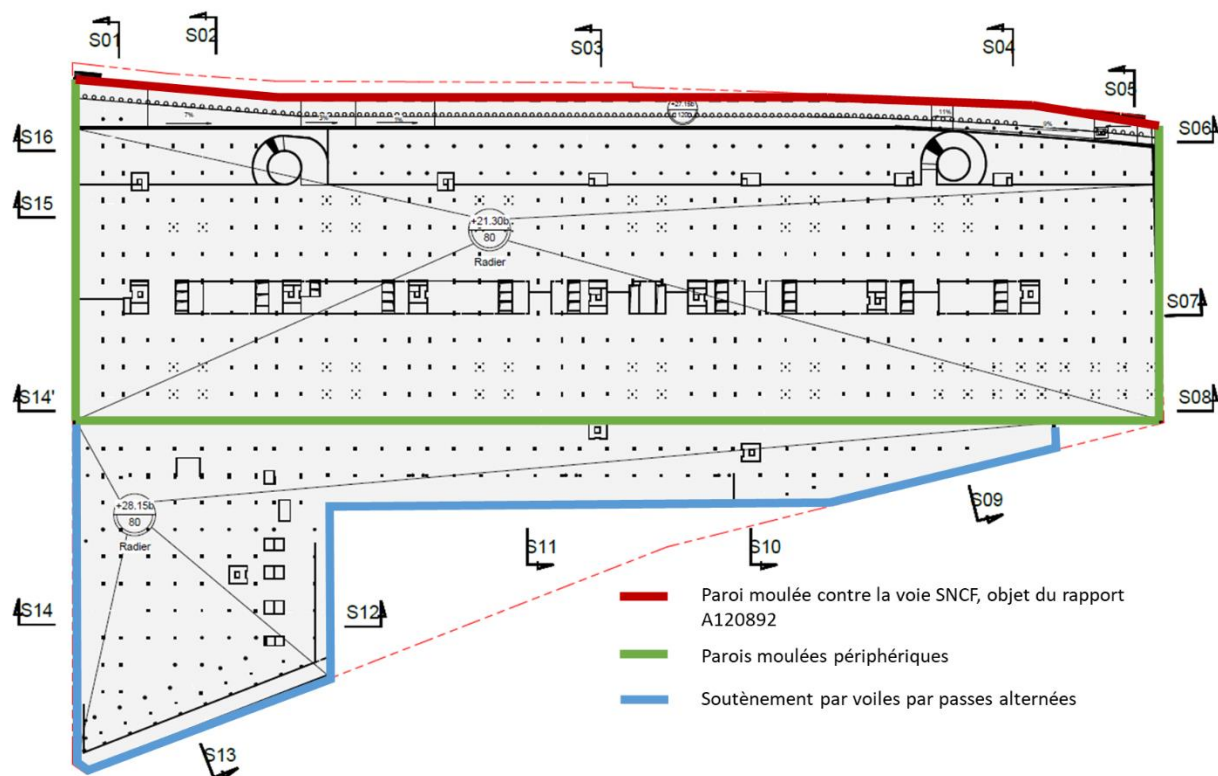 S01
S02
S03
S04
S05
S06
S16
S15
+21.30b
80
Radier
S07
S14'
S08
+28.15b
80
Radier
S09
S11
S10
S14
S12
S13
Paroi moulée contre la voie SNCF, objet du rapport
A120892
Parois moulées périphériques
Soutènement par voiles par passes alternées
7%
11%